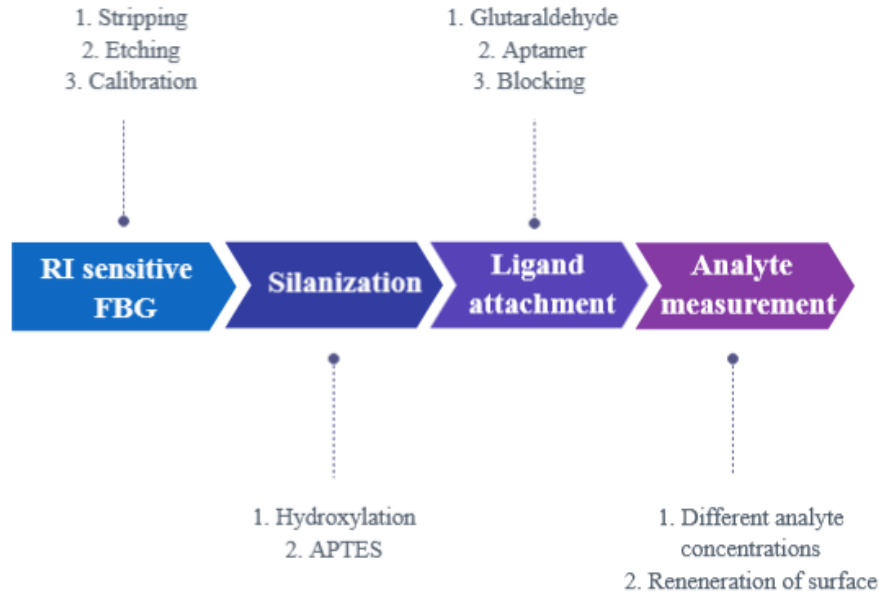 1. Stripping
2. Etching
3. Calibration
1. Glutaraldehyde
2. Aptamer
3. Blocking
RI sensitive
FBG
Silanization
Ligand
attachment
Analyte
measurement
1. Hydroxylation
2. APTES
1. Different analyte
concentrations
2. Reneneration of surface